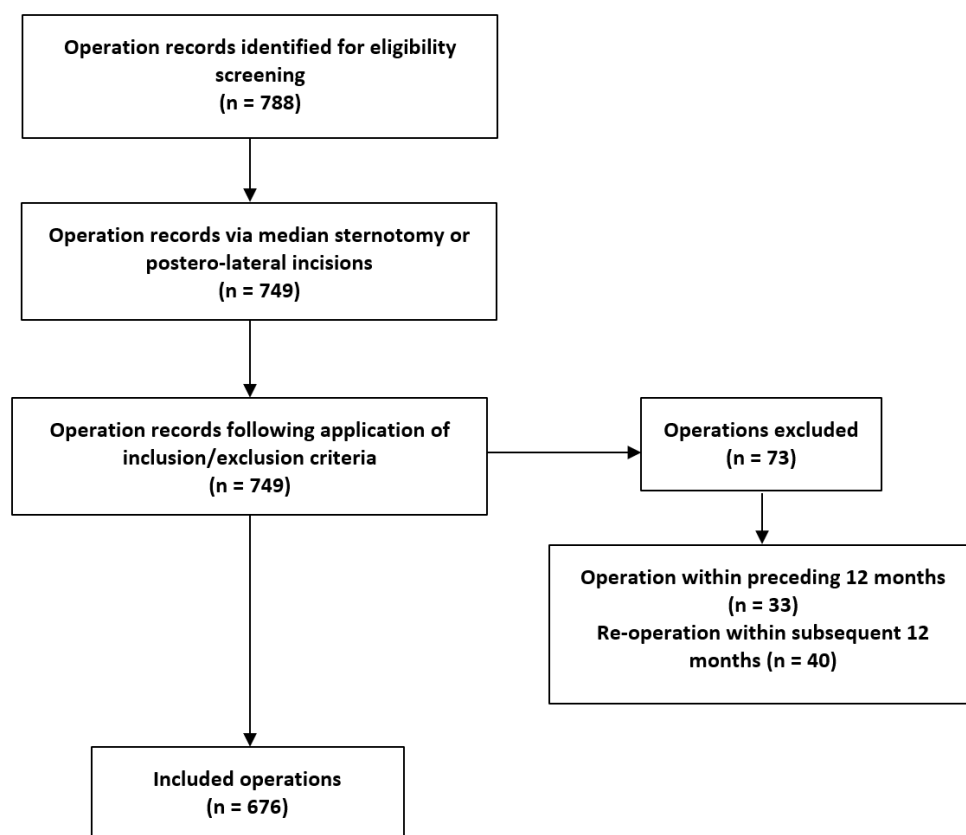 Operation records identified for eligibility
screening
(n = 788)
Operation records via median sternotomy or
postero-lateral incisions
(n = 749)
Operation records following application of
inclusion/exclusion criteria
(n = 749)
Operations excluded
(n = 73)
Operation within preceding 12 months
(n = 33)
Re-operation within subsequent 12
months (n = 40)
Included operations
(n = 676)